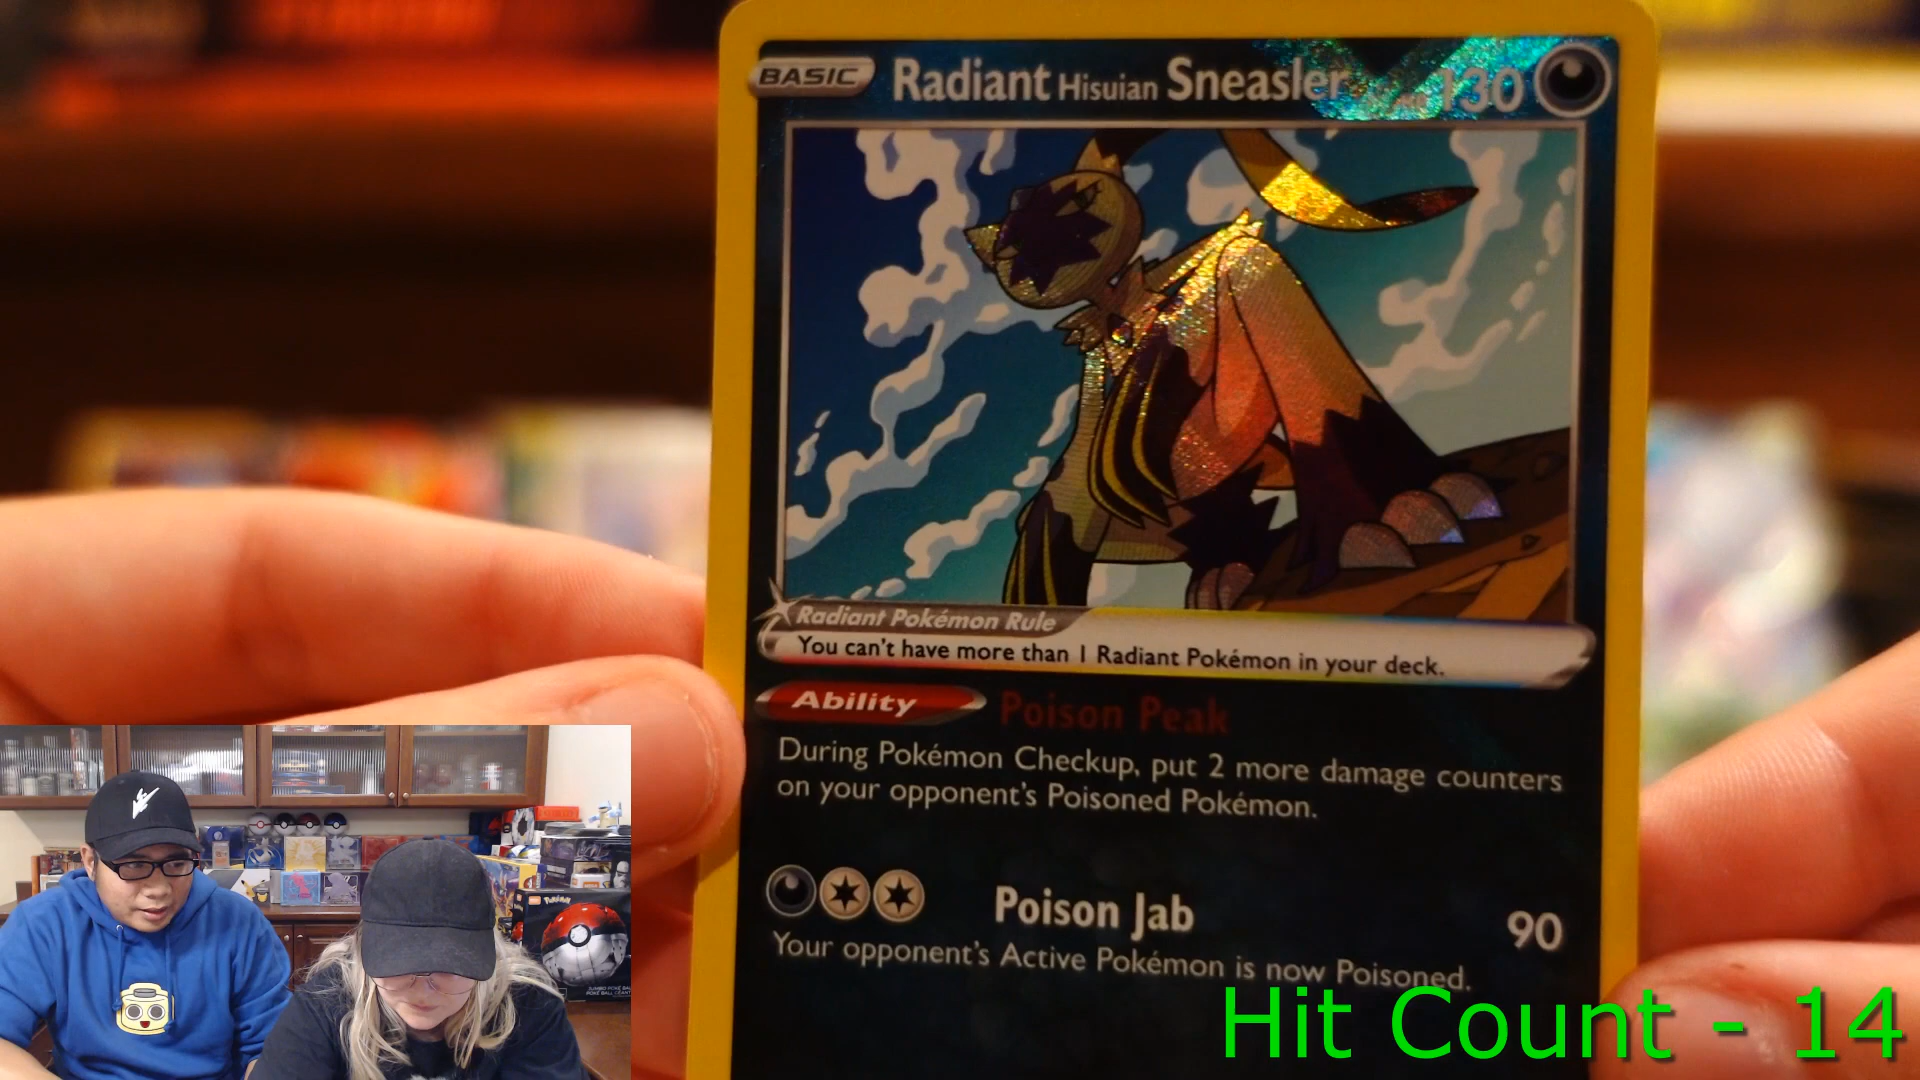 BASIC Radiant Hisuian Sneasler 130
Radiant Pokémon Rule
You can't have more than 1 Radiant Pokémon in your deck.
Ability Poison Peak
During Pokémon Checkup, put 2 more damage counters
on your opponent's Poisoned Pokémon.
Poison Jab 90
Your opponent's Active Pokémon is now Poisoned.
Pokémon
Hit Count - 14